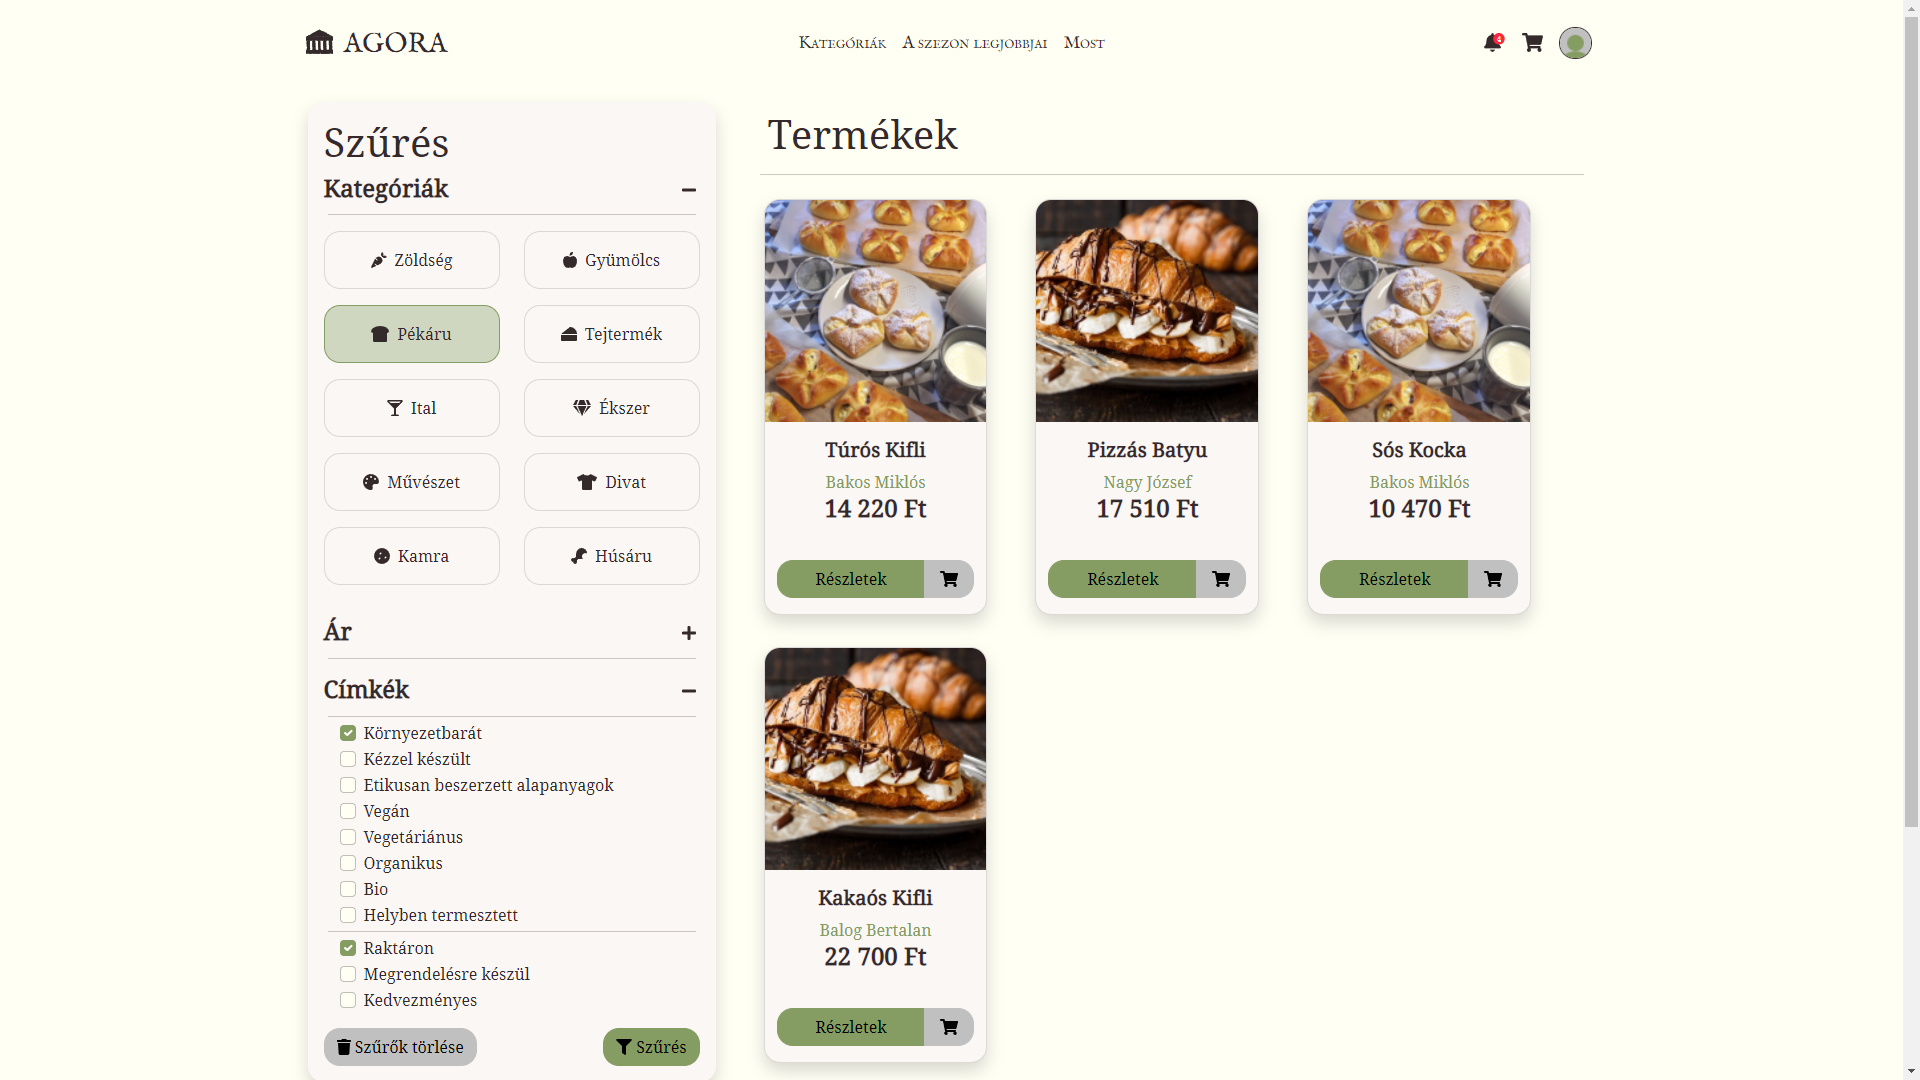 AGORA
Kategóriák A szezon legjobbjai Most
4
Szűrés
Kategóriák
Zöldség
Gyümölcs
Pékáru
Tejtermék
Ital
Ékszer
Művészet
Divat
Kamra
Húsáru
Ár
Címkék
Környezetbarát
Kézzel készült
Etikusan beszerzett alapanyagok
Vegán
Vegetáriánus
Organikus
Bio
Helyben termesztett
Raktáron
Megrendelésre készül
Kedvezményes
Szűrők törlése
Szűrés
Termékek
Túrós Kifli
Bakos Miklós
14 220 Ft
Részletek
Pizzás Batyu
Nagy József
17 510 Ft
Részletek
Sós Kocka
Bakos Miklós
10 470 Ft
Részletek
Kakaós Kifli
Balog Bertalan
22 700 Ft
Részletek